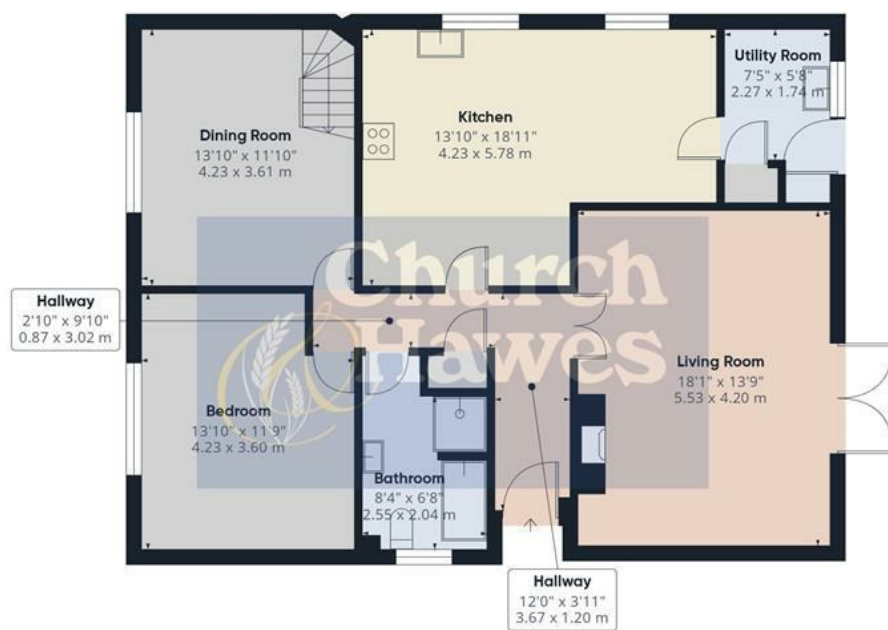 Utility Room
7'5" x 5'8"
2.27 x 1.74 m
Kitchen
13'10" x 18'11"
4.23 x 5.78 m
Dining Room
13'10" x 11'10"
4.23 x 3.61 m
Church
Hawes
Hallway
2'10" x 9'10"
0.87 x 3.02 m
Living Room
18'1" x 13'9"
5.53 x 4.20 m
Bedroom
13'10" x 11'9"
4.23 x 3.60 m
Bathroom
8'4" x 6'8"
2.55 x 2.04 m
Hallway
12'0" x 3'11"
3.67 x 1.20 m